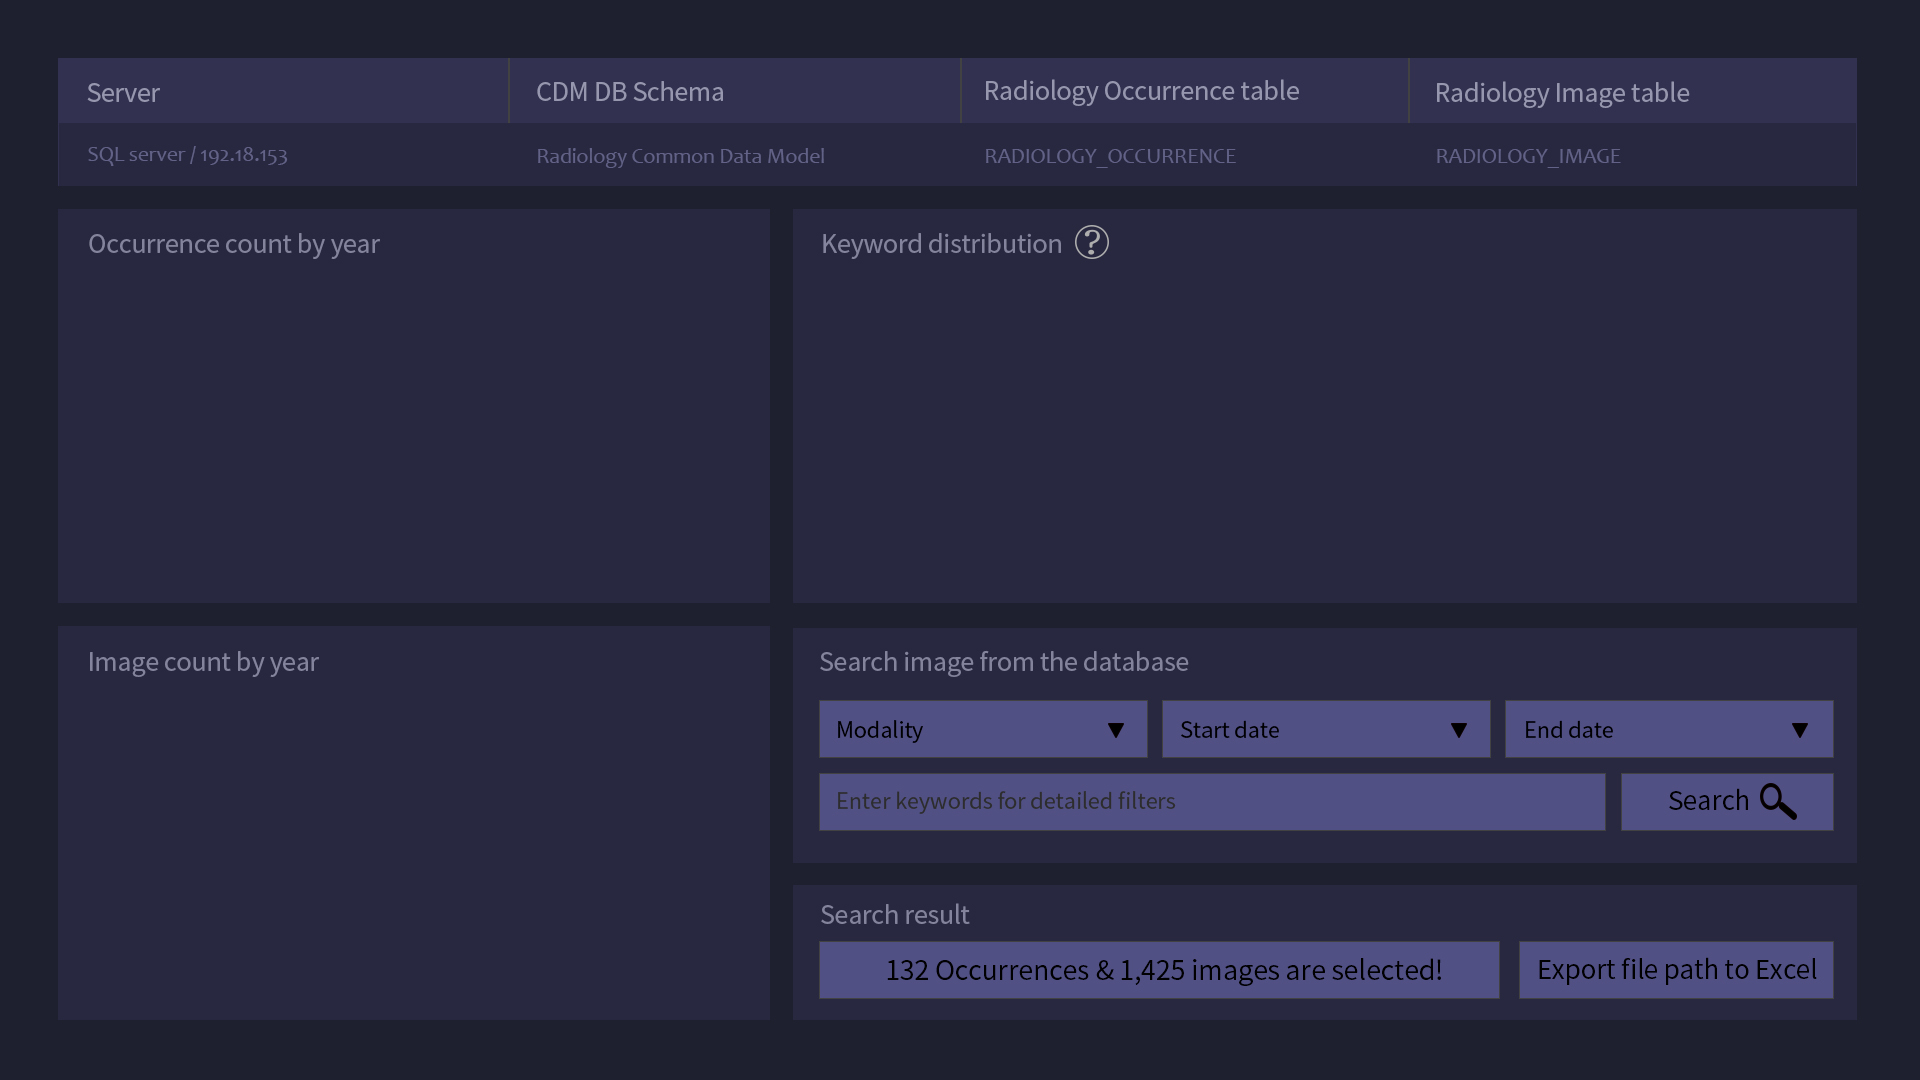 Server CDM DB Schema Radiology Occurrence table Radiology Image table
SQL server / 192.18.153 Radiology Common Data Model RADIOLOGY_OCCURRENCE RADIOLOGY_IMAGE
Occurrence count by year
Keyword distribution ?
Image count by year
Search image from the database
Modality ▼ Start date ▼ End date ▼
Enter keywords for detailed filters Search
Search result
132 Occurrences & 1,425 images are selected! Export file path to Excel